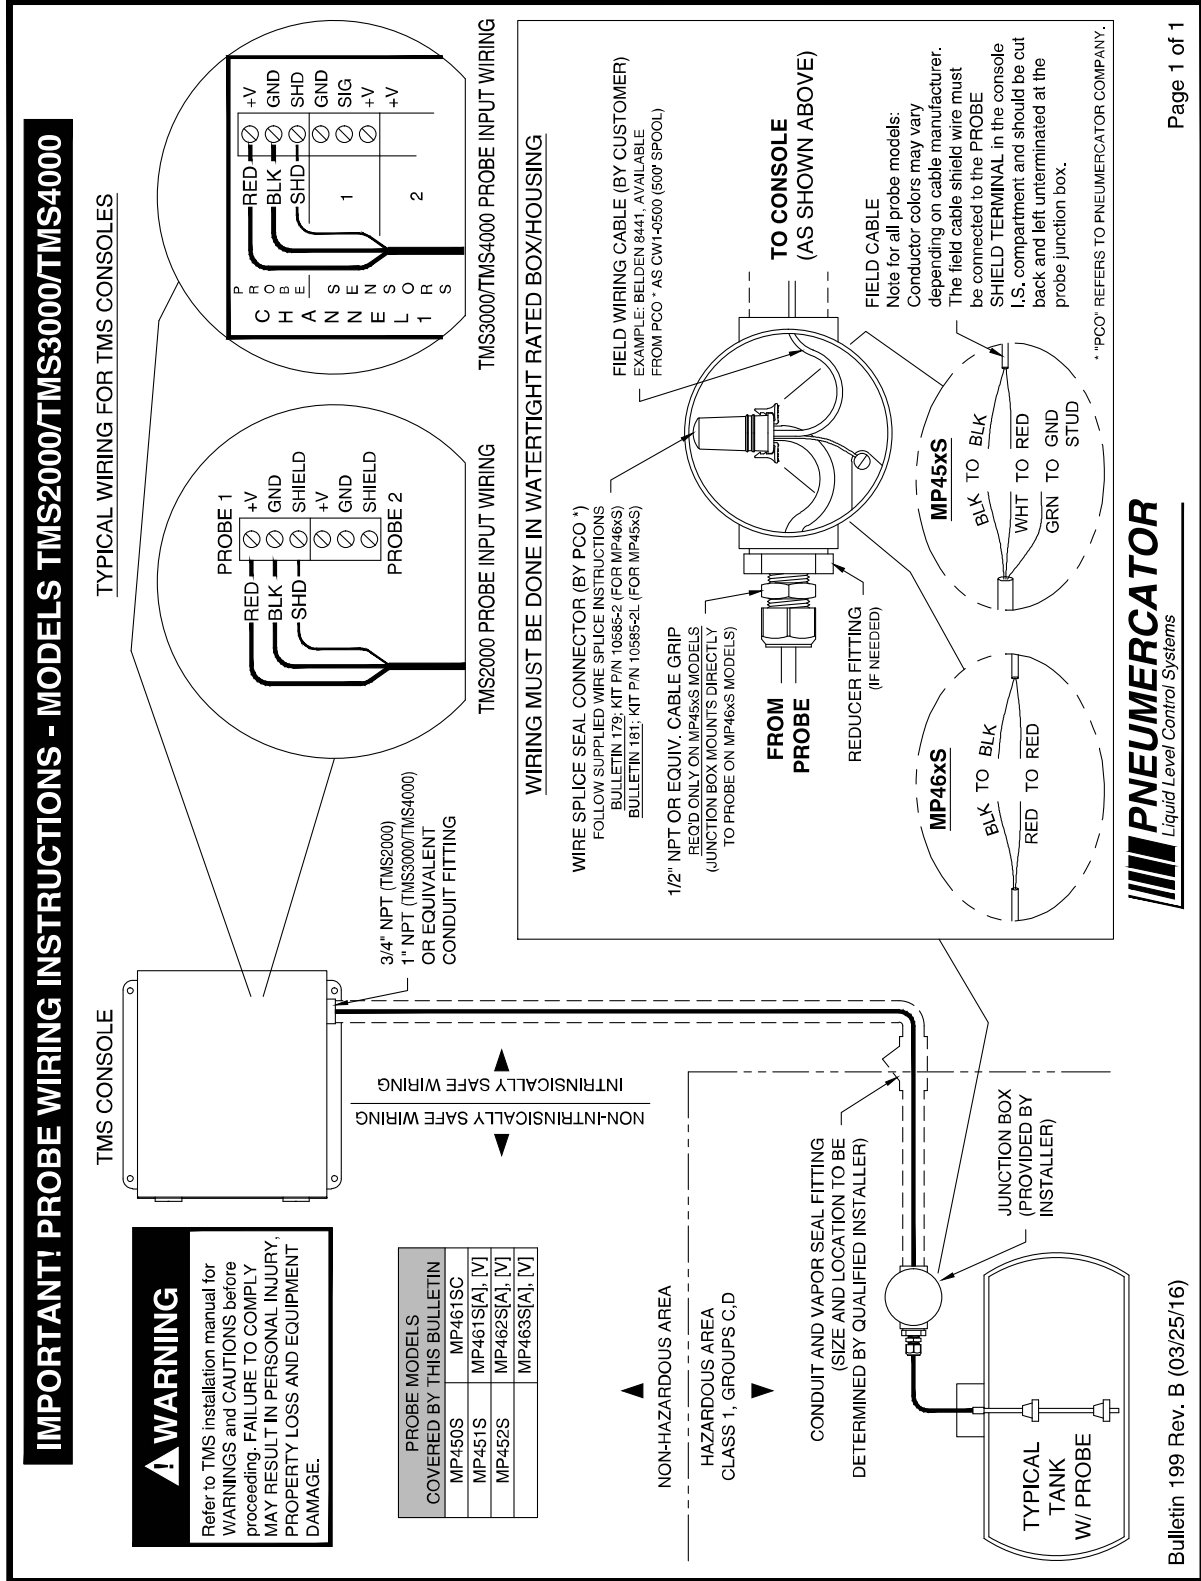 IMPORTANT! PROBE WIRING INSTRUCTIONS - MODELS TMS2000/TMS3000/TMS4000
WARNING
Refer to TMS installation manual for
WARNINGS and CAUTIONS before
proceeding. FAILURE TO COMPLY
MAY RESULT IN PERSONAL INJURY,
PROPERTY LOSS AND EQUIPMENT
DAMAGE.
PROBE MODELS
COVERED BY THIS BULLETIN
MP450S MP461SC
MP451S MP461S[A], [V]
MP452S MP462S[A], [V]
MP463S[A], [V]
TMS CONSOLE
3/4" NPT (TMS2000)
1" NPT (TMS3000/TMS4000)
OR EQUIVALENT
CONDUIT FITTING
NON-INTRINSICALLY SAFE WIRING
INTRINSICALLY SAFE WIRING
NON-HAZARDOUS AREA
HAZARDOUS AREA
CLASS 1, GROUPS C,D
CONDUIT AND VAPOR SEAL FITTING
(SIZE AND LOCATION TO BE
DETERMINED BY QUALIFIED INSTALLER)
JUNCTION BOX
(PROVIDED BY
INSTALLER)
TYPICAL
TANK
W/ PROBE
TYPICAL WIRING FOR TMS CONSOLES
PROBE 1
RED +V
BLK GND
SHD SHIELD
+V
GND
SHIELD
PROBE 2
TMS2000 PROBE INPUT WIRING
PROBE
CHANNEL 1
SENSORS
RED +V
BLK GND
SHD SHD
1
GND
SIG
+V
2
+V
TMS3000/TMS4000 PROBE INPUT WIRING
WIRING MUST BE DONE IN WATERTIGHT RATED BOX/HOUSING
WIRE SPLICE SEAL CONNECTOR (BY PCO *)
FOLLOW SUPPLIED WIRE SPLICE INSTRUCTIONS
BULLETIN 179; KIT P/N 10585-2 (FOR MP46xS)
BULLETIN 181; KIT P/N 10585-2L (FOR MP45xS)
FIELD WIRING CABLE (BY CUSTOMER)
EXAMPLE: BELDEN 8441, AVAILABLE
FROM PCO * AS CW1-0500 (500' SPOOL)
1/2" NPT OR EQUIV. CABLE GRIP
REQ'D ONLY ON MP45xS MODELS
(JUNCTION BOX MOUNTS DIRECTLY
TO PROBE ON MP46xS MODELS)
FROM
PROBE
TO CONSOLE
(AS SHOWN ABOVE)
REDUCER FITTING
(IF NEEDED)
MP46xS
BLK TO BLK
RED TO RED
MP45xS
BLK TO BLK
WHT TO RED
GRN TO GND
STUD
FIELD CABLE
Note for all probe models:
Conductor colors may vary
depending on cable manufacturer.
The field cable shield wire must
be connected to the PROBE
SHIELD TERMINAL in the console
I.S. compartment and should be cut
back and left unterminated at the
probe junction box.
* "PCO" REFERS TO PNEUMERCATOR COMPANY.
Bulletin 199 Rev. B (03/25/16)
PNEUMERCATOR
Liquid Level Control Systems
Page 1 of 1